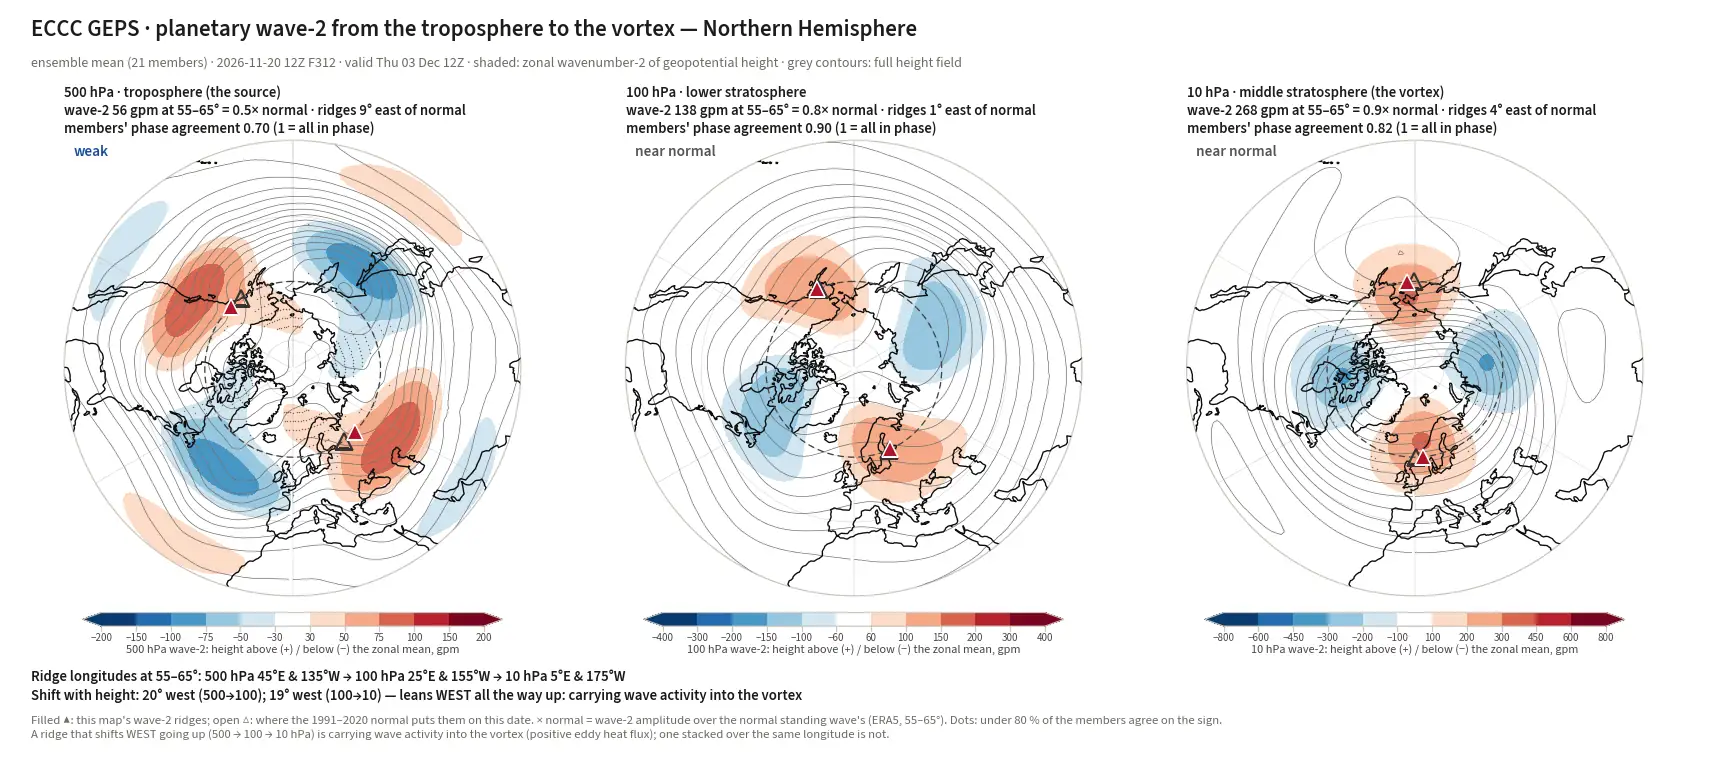 ECCC GEPS · planetary wave-2 from the troposphere to the vortex — Northern Hemisphere
ensemble mean (21 members) · 2026-11-20 12Z F312 · valid Thu 03 Dec 12Z · shaded: zonal wavenumber-2 of geopotential height · grey contours: full height field
500 hPa · troposphere (the source)
wave-2 56 gpm at 55–65° = 0.5× normal · ridges 9° east of normal
members' phase agreement 0.70 (1 = all in phase)
weak
100 hPa · lower stratosphere
wave-2 138 gpm at 55–65° = 0.8× normal · ridges 1° east of normal
members' phase agreement 0.90 (1 = all in phase)
near normal
10 hPa · middle stratosphere (the vortex)
wave-2 268 gpm at 55–65° = 0.9× normal · ridges 4° east of normal
members' phase agreement 0.82 (1 = all in phase)
near normal
−200 −150 −100 −75 −50 −30 30 50 75 100 150 200
500 hPa wave-2: height above (+) / below (−) the zonal mean, gpm
−400 −300 −200 −150 −100 −60 60 100 150 200 300 400
100 hPa wave-2: height above (+) / below (−) the zonal mean, gpm
−800 −600 −450 −300 −200 −100 100 200 300 450 600 800
10 hPa wave-2: height above (+) / below (−) the zonal mean, gpm
Ridge longitudes at 55–65°: 500 hPa 45°E & 135°W → 100 hPa 25°E & 155°W → 10 hPa 5°E & 175°W
Shift with height: 20° west (500→100); 19° west (100→10) — leans WEST all the way up: carrying wave activity into the vortex
Filled ▲: this map's wave-2 ridges; open △: where the 1991–2020 normal puts them on this date. × normal = wave-2 amplitude over the normal standing wave's (ERA5, 55–65°). Dots: under 80 % of the members agree on the sign.
A ridge that shifts WEST going up (500 → 100 → 10 hPa) is carrying wave activity into the vortex (positive eddy heat flux); one stacked over the same longitude is not.